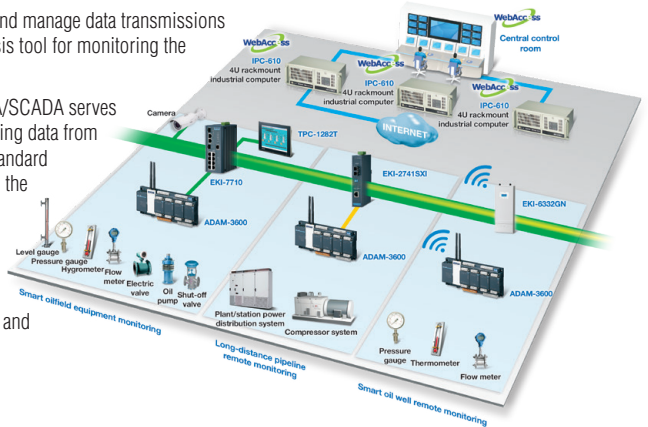 nd manage data transmissions
sis tool for monitoring the
A/SCADA serves
ing data from
tandard
the
and
WebAccess
Central control
room
IPC-610
4U rackmount
industrial computer
WebAccess
IPC-610
4U rackmount
industrial computer
WebAccess
IPC-610
4U rackmount
industrial computer
INTERNET
Camera
TPC-1282T
EKI-7710
EKI-2741SXI
EKI-6332GN
ADAM-3600
ADAM-3600
ADAM-3600
Level gauge
Pressure gauge
Hygrometer
Flow
meter
Electric
valve
Oil
pump
Shut-off
valve
Plant/station power
distribution system
Compressor system
Pressure
gauge
Thermometer
Flow meter
Smart oilfield equipment monitoring
Long-distance pipeline
remote monitoring
Smart oil well remote monitoring